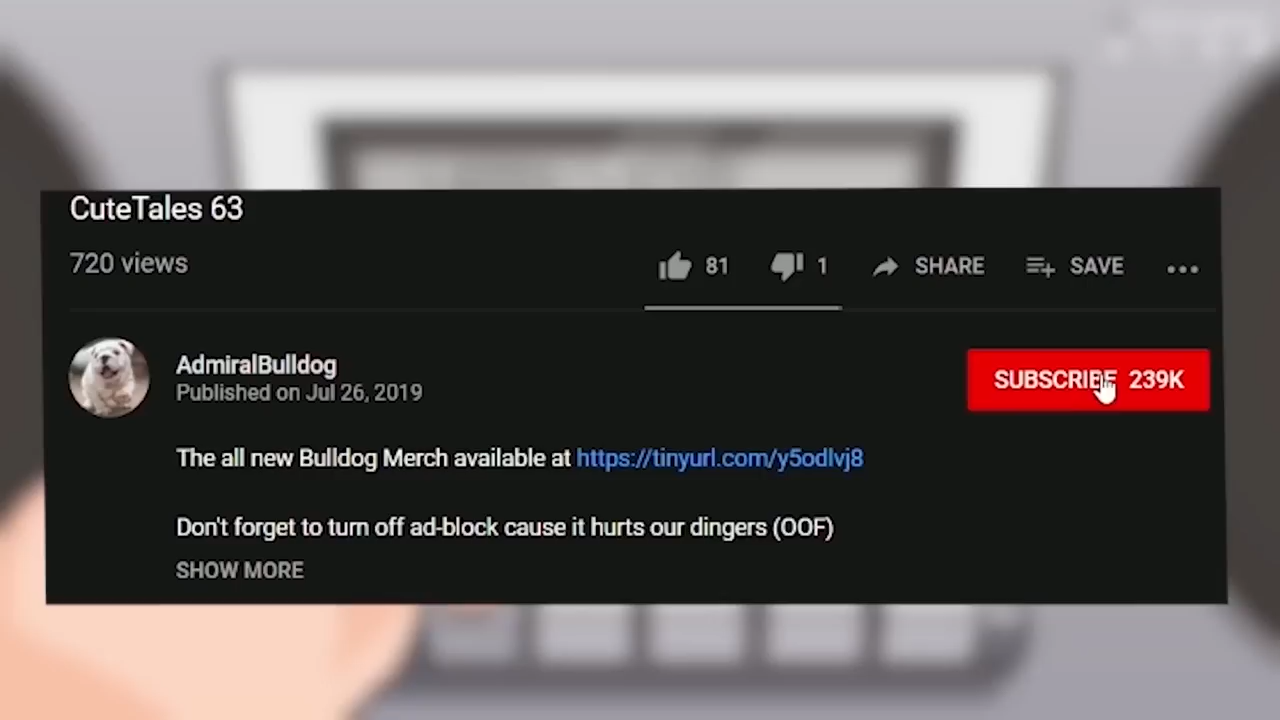 CuteTales 63
720 views
81
1
SHARE
SAVE
AdmiralBulldog
Published on Jul 26, 2019
SUBSCRIBE 239K
The all new Bulldog Merch available at https://tinyurl.com/y5odlvj8
Don't forget to turn off ad-block cause it hurts our dingers (OOF)
SHOW MORE